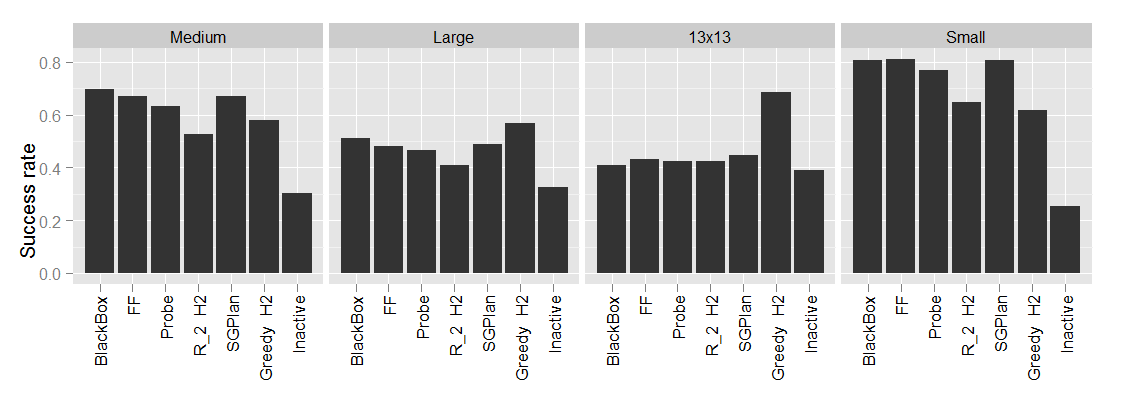 Medium Large 13x13 Small
Success rate
0.8
0.6
0.4
0.2
0.0
BlackBox FF Probe R_2 H2 SGPlan Greedy H2 Inactive
BlackBox FF Probe R_2 H2 SGPlan Greedy H2 Inactive
BlackBox FF Probe R_2 H2 SGPlan Greedy H2 Inactive
BlackBox FF Probe R_2 H2 SGPlan Greedy H2 Inactive